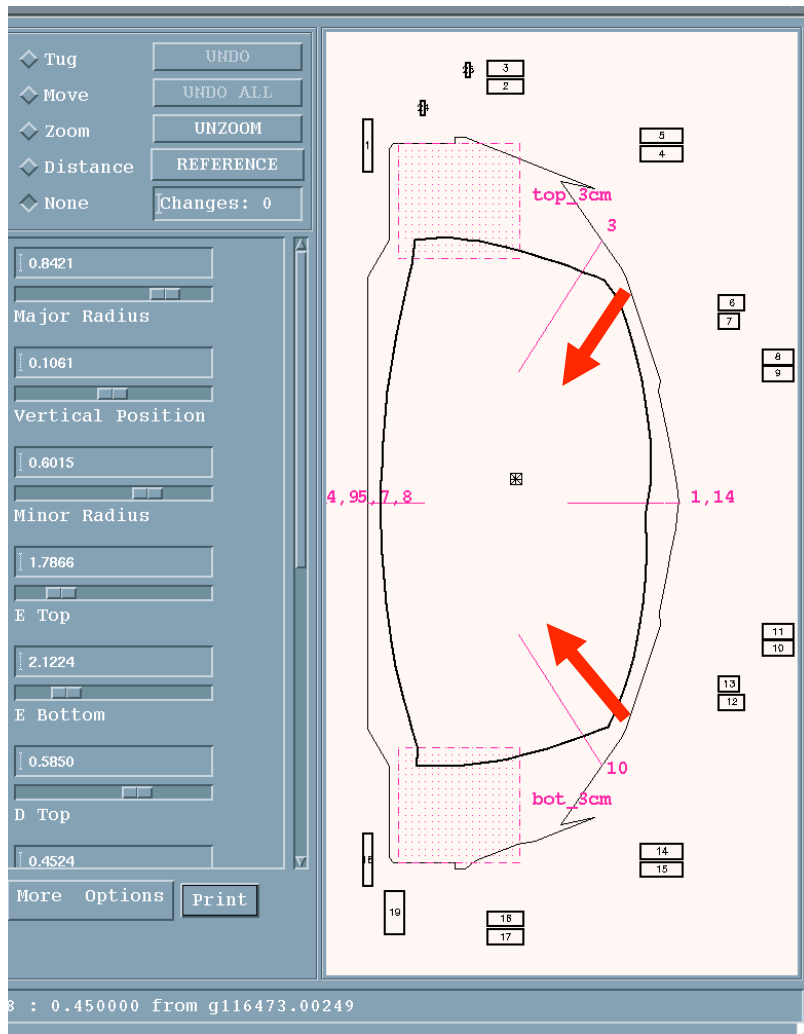 Tug
UNDO
Move
UNDO ALL
Zoom
UNZOOM
Distance
REFERENCE
None
Changes: 0
0.8421
Major Radius
0.1061
Vertical Position
0.6015
Minor Radius
1.7866
E Top
2.1224
E Bottom
0.5850
D Top
0.4524
More Options
Print
3
2
1
5
4
top_3cm
3
6
7
8
9
4,95,7,8
1,14
11
10
13
12
10
bot_3cm
14
15
18
19
16
17
: 0.450000 from g116473.00249